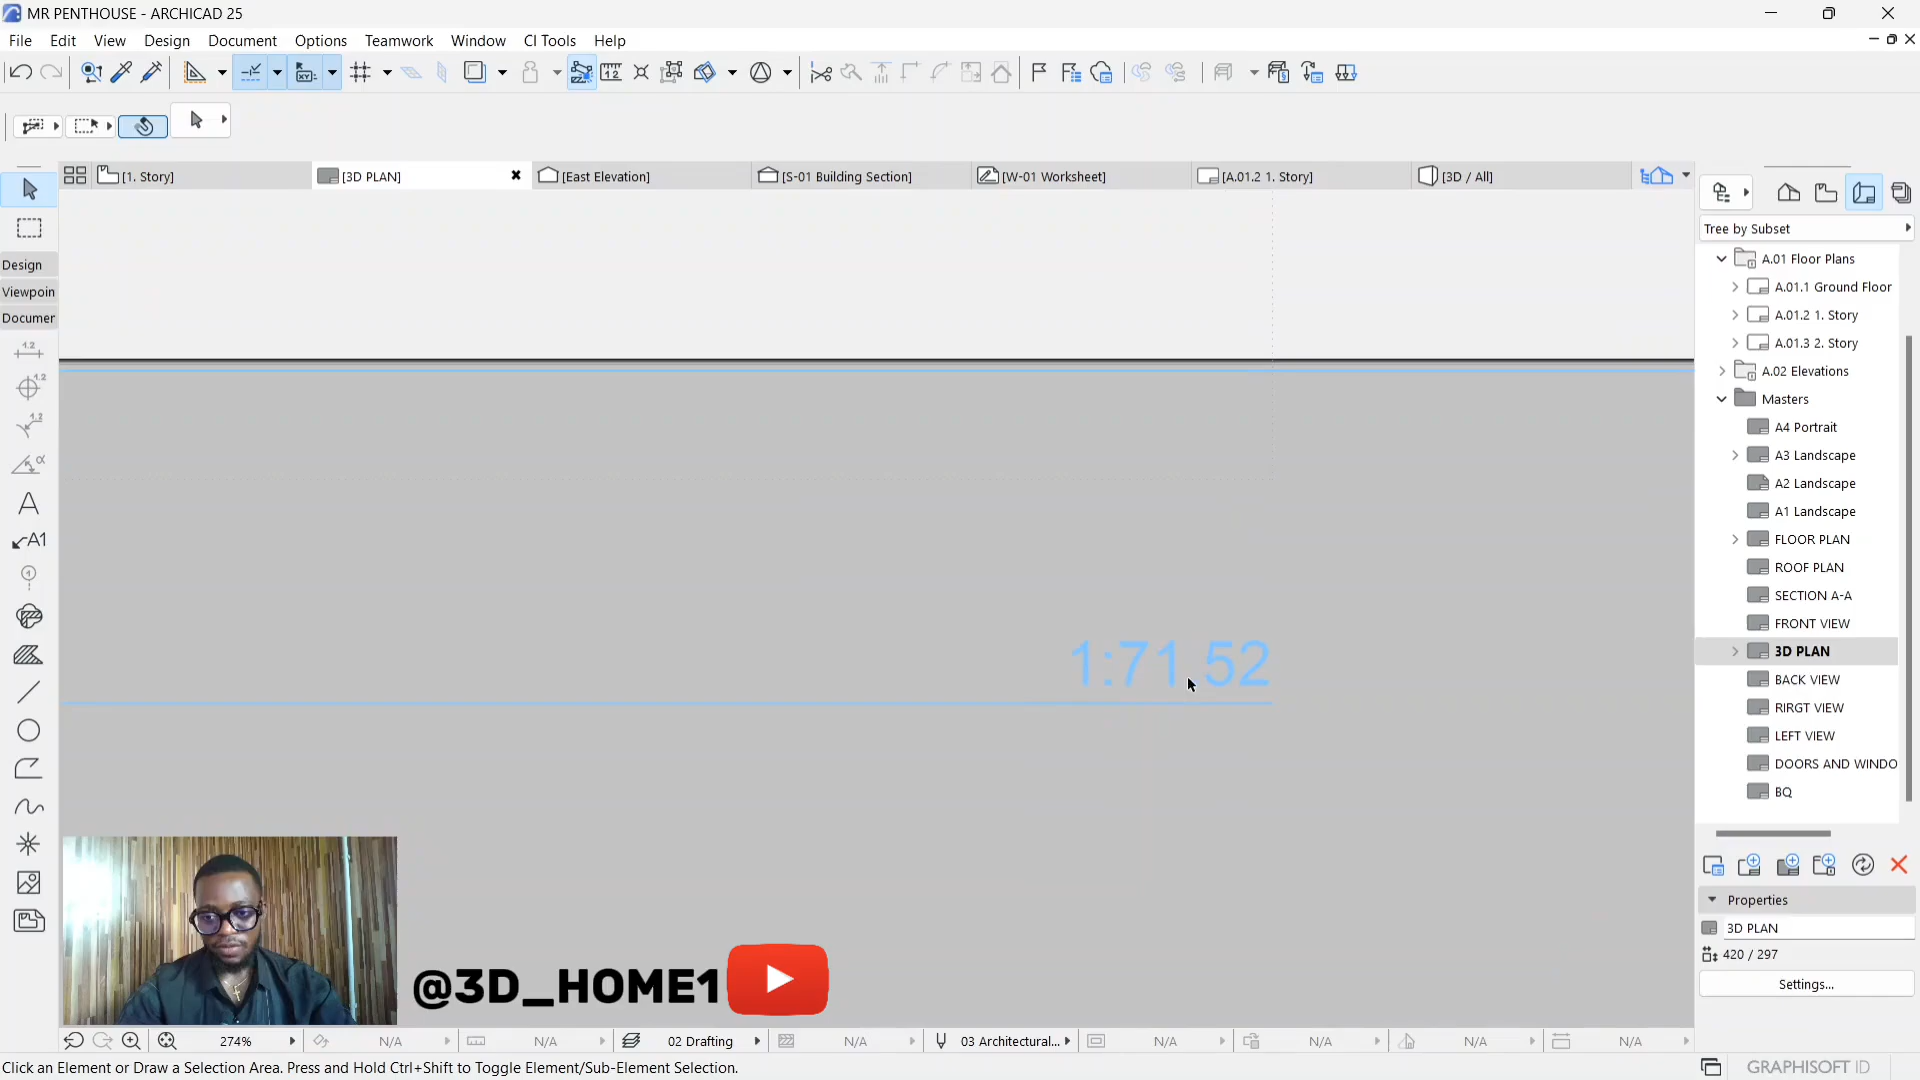 MR PENTHOUSE - ARCHICAD 25
File Edit View Design Document Options Teamwork Window CI Tools Help
[1. Story] [3D PLAN] [East Elevation] [S-01 Building Section] [W-01 Worksheet] [A.01.2 1. Story] [3D / All]
Tree by Subset
Design
Viewpoin
Documer
A.01 Floor Plans
A.01.1 Ground Floor
A.01.2 1. Story
A.01.3 2. Story
A.02 Elevations
Masters
A4 Portrait
A3 Landscape
A2 Landscape
A1 Landscape
FLOOR PLAN
ROOF PLAN
SECTION A-A
FRONT VIEW
3D PLAN
BACK VIEW
RIRGT VIEW
LEFT VIEW
DOORS AND WINDO
BQ
1:71.52
Properties
3D PLAN
420 / 297
Settings...
@3D_HOME1
274% N/A N/A 02 Drafting N/A 03 Architectural... N/A N/A N/A N/A
Click an Element or Draw a Selection Area. Press and Hold Ctrl+Shift to Toggle Element/Sub-Element Selection.
GRAPHISOFT ID